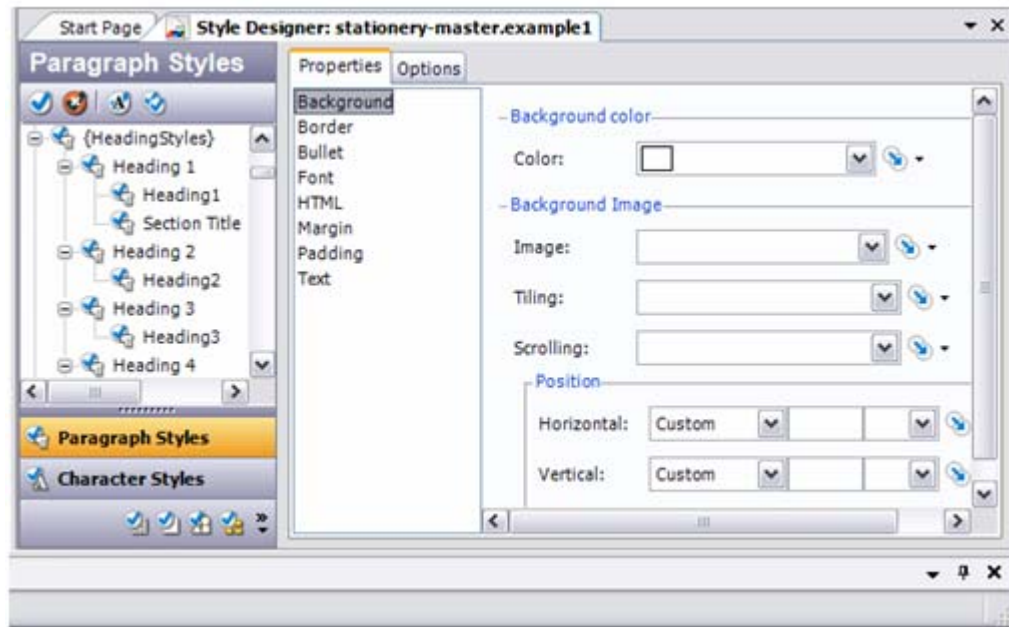 Start Page
Style Designer: stationery-master.example1
Paragraph Styles
{HeadingStyles}
Heading 1
Heading1
Section Title
Heading 2
Heading2
Heading 3
Heading3
Heading 4
Paragraph Styles
Character Styles
Properties
Options
Background
Border
Bullet
Font
HTML
Margin
Padding
Text
Background color
Color:
Background Image
Image:
Tiling:
Scrolling:
Position
Horizontal: Custom
Vertical: Custom